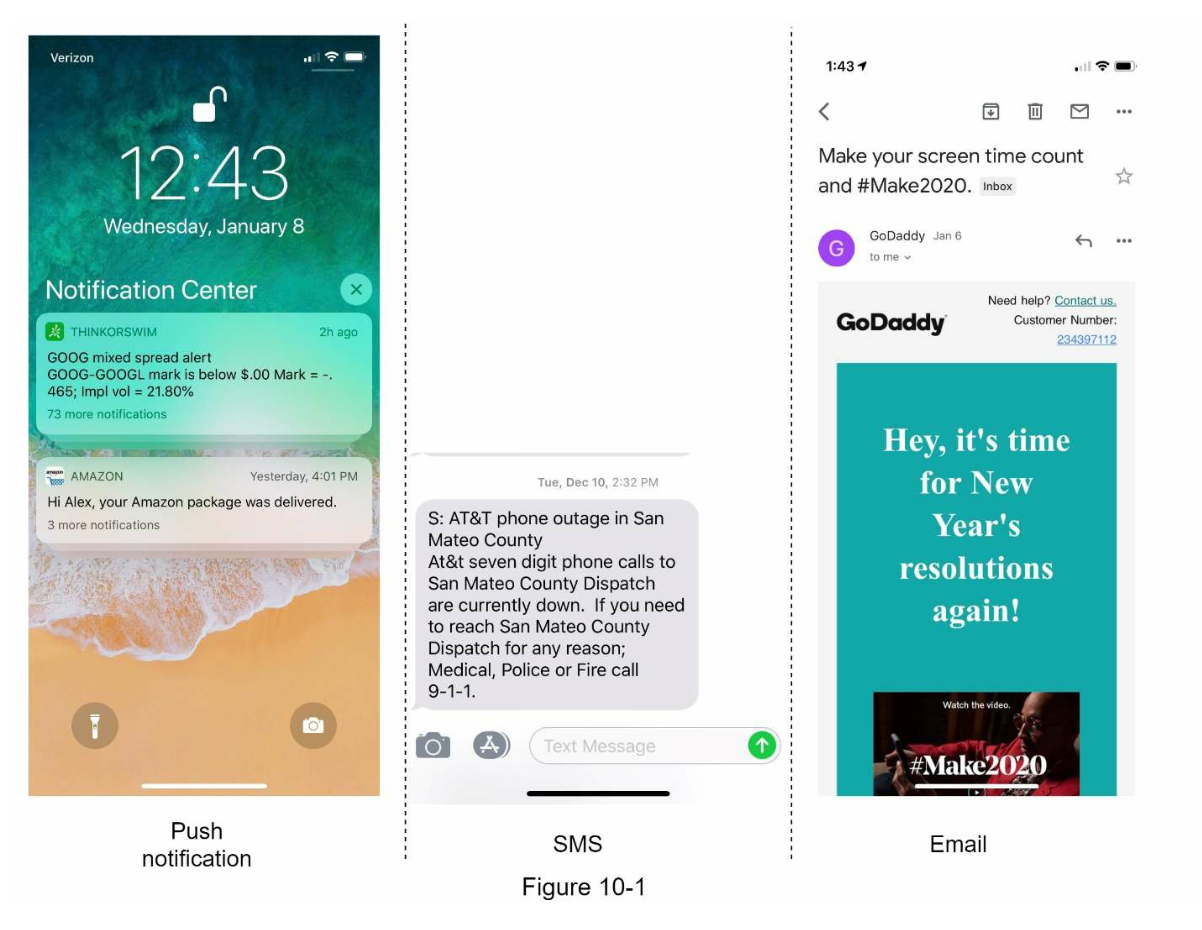 Verizon
12:43
Wednesday, January 8
Notification Center
THINKORSWIM 2h ago
GOOG mixed spread alert
GOOG-GOOGL mark is below $.00 Mark = -.
465; Impl vol = 21.80%
73 more notifications
amazon
AMAZON Yesterday, 4:01 PM
Hi Alex, your Amazon package was delivered.
3 more notifications
Push
notification
Tue, Dec 10, 2:32 PM
S: AT&T phone outage in San
Mateo County
At&t seven digit phone calls to
San Mateo County Dispatch
are currently down. If you need
to reach San Mateo County
Dispatch for any reason;
Medical, Police or Fire call
9-1-1.
Text Message
SMS
1:43
Make your screen time count
and #Make2020. Inbox
G
GoDaddy Jan 6
to me
Need help? Contact us.
GoDaddy
Customer Number:
234397112
Hey, it's time
for New
Year's
resolutions
again!
Watch the video.
#Make2020
Email
Figure 10-1